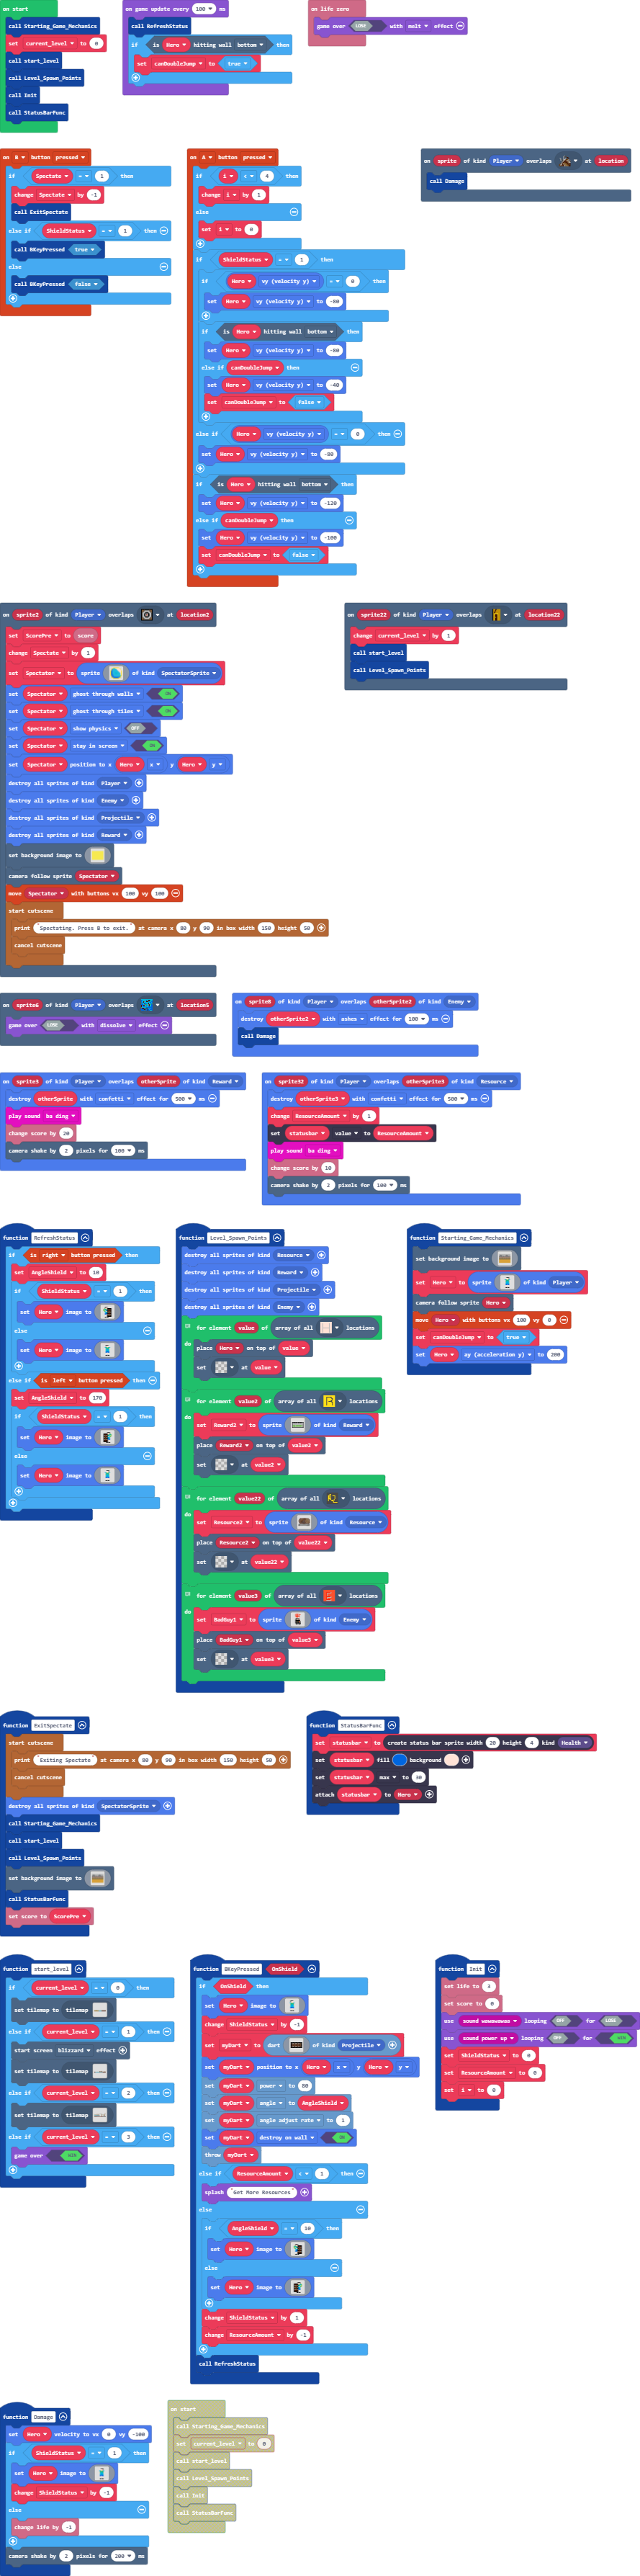 on start
call Starting_Game_Mechanics
set current_level to 0
call start_level
call Level_Spawn_Points
call Init
call StatusBarFunc
on game update every 100 ms
call RefreshStatus
if is Hero hitting wall bottom then
set canDoubleJump to true
on life zero
game over LOSE with melt effect
on B button pressed
if Spectate = 1 then
change Spectate by -1
call ExitSpectate
else if ShieldStatus = 1 then
call BKeyPressed true
else
call BKeyPressed false
on A button pressed
if i < 4 then
change i by 1
else
set i to 0
if ShieldStatus = 1 then
if Hero vy (velocity y) = 0 then
set Hero vy (velocity y) to -80
if is Hero hitting wall bottom then
set Hero vy (velocity y) to -80
else if canDoubleJump then
set Hero vy (velocity y) to -40
set canDoubleJump to false
else if Hero vy (velocity y) = 0 then
set Hero vy (velocity y) to -80
if is Hero hitting wall bottom then
set Hero vy (velocity y) to -120
else if canDoubleJump then
set Hero vy (velocity y) to -100
set canDoubleJump to false
on sprite of kind Player overlaps at location
call Damage
on sprite2 of kind Player overlaps at location2
set ScorePre to score
change Spectate by 1
set Spectator to sprite of kind SpectatorSprite
set Spectator ghost through walls ON
set Spectator ghost through tiles ON
set Spectator show physics OFF
set Spectator stay in screen ON
set Spectator position to x Hero x y Hero y
destroy all sprites of kind Player
destroy all sprites of kind Enemy
destroy all sprites of kind Projectile
destroy all sprites of kind Reward
set background image to
camera follow sprite Spectator
move Spectator with buttons vx 100 vy 100
start cutscene
print "Spectating. Press B to exit." at camera x 80 y 90 in box width 150 height 50
cancel cutscene
on sprite22 of kind Player overlaps at location22
change current_level by 1
call start_level
call Level_Spawn_Points
on sprite6 of kind Player overlaps at location5
game over LOSE with dissolve effect
on sprite8 of kind Player overlaps otherSprite2 of kind Enemy
destroy otherSprite2 with ashes effect for 100 ms
call Damage
on sprite3 of kind Player overlaps otherSprite of kind Reward
destroy otherSprite with confetti effect for 500 ms
play sound ba ding
change score by 20
camera shake by 2 pixels for 100 ms
on sprite32 of kind Player overlaps otherSprite3 of kind Resource
destroy otherSprite3 with confetti effect for 500 ms
change ResourceAmount by 1
set statusbar value to ResourceAmount
play sound ba ding
change score by 10
camera shake by 2 pixels for 100 ms
function RefreshStatus
if is right button pressed then
set AngleShield to 10
if ShieldStatus = 1 then
set Hero image to
else
set Hero image to
else if is left button pressed then
set AngleShield to 170
if ShieldStatus = 1 then
set Hero image to
else
set Hero image to
function Level_Spawn_Points
destroy all sprites of kind Resource
destroy all sprites of kind Reward
destroy all sprites of kind Projectile
destroy all sprites of kind Enemy
for element value of array of all locations
do
place Hero on top of value
set at value
for element value2 of array of all locations
do
set Reward2 to sprite of kind Reward
place Reward2 on top of value2
set at value2
for element value22 of array of all locations
do
set Resource2 to sprite of kind Resource
place Resource2 on top of value22
set at value22
for element value3 of array of all locations
do
set BadGuy1 to sprite of kind Enemy
place BadGuy1 on top of value3
set at value3
function Starting_Game_Mechanics
set background image to
set Hero to sprite of kind Player
camera follow sprite Hero
move Hero with buttons vx 100 vy 0
set canDoubleJump to true
set Hero ay (acceleration y) to 200
function ExitSpectate
start cutscene
print "Exiting Spectate" at camera x 80 y 90 in box width 150 height 50
cancel cutscene
destroy all sprites of kind SpectatorSprite
call Starting_Game_Mechanics
call start_level
call Level_Spawn_Points
set background image to
call StatusBarFunc
set score to ScorePre
function StatusBarFunc
set statusbar to create status bar sprite width 20 height 4 kind Health
set statusbar fill background
set statusbar max to 30
attach statusbar to Hero
function start_level
if current_level = 0 then
set tilemap to tilemap
else if current_level = 1 then
start screen blizzard effect
set tilemap to tilemap
else if current_level = 2 then
set tilemap to tilemap
else if current_level = 3 then
game over WIN
function BKeyPressed OnShield
if OnShield then
set Hero image to
change ShieldStatus by -1
set myDart to dart of kind Projectile
set myDart position to x Hero x y Hero y
set myDart power to 80
set myDart angle to AngleShield
set myDart angle adjust rate to 1
set myDart destroy on wall ON
throw myDart
else if ResourceAmount < 1 then
splash "Get More Resources"
else
if AngleShield = 10 then
set Hero image to
else
set Hero image to
change ShieldStatus by 1
change ResourceAmount by -1
call RefreshStatus
function Init
set life to 3
set score to 0
use sound wawawawaa looping OFF for LOSE
use sound power up looping OFF for WIN
set ShieldStatus to 0
set ResourceAmount to 0
set i to 0
function Damage
set Hero velocity to vx 0 vy -100
if ShieldStatus = 1 then
set Hero image to
change ShieldStatus by -1
else
change life by -1
camera shake by 2 pixels for 200 ms
on start
call Starting_Game_Mechanics
set current_level to 0
call start_level
call Level_Spawn_Points
call Init
call StatusBarFunc